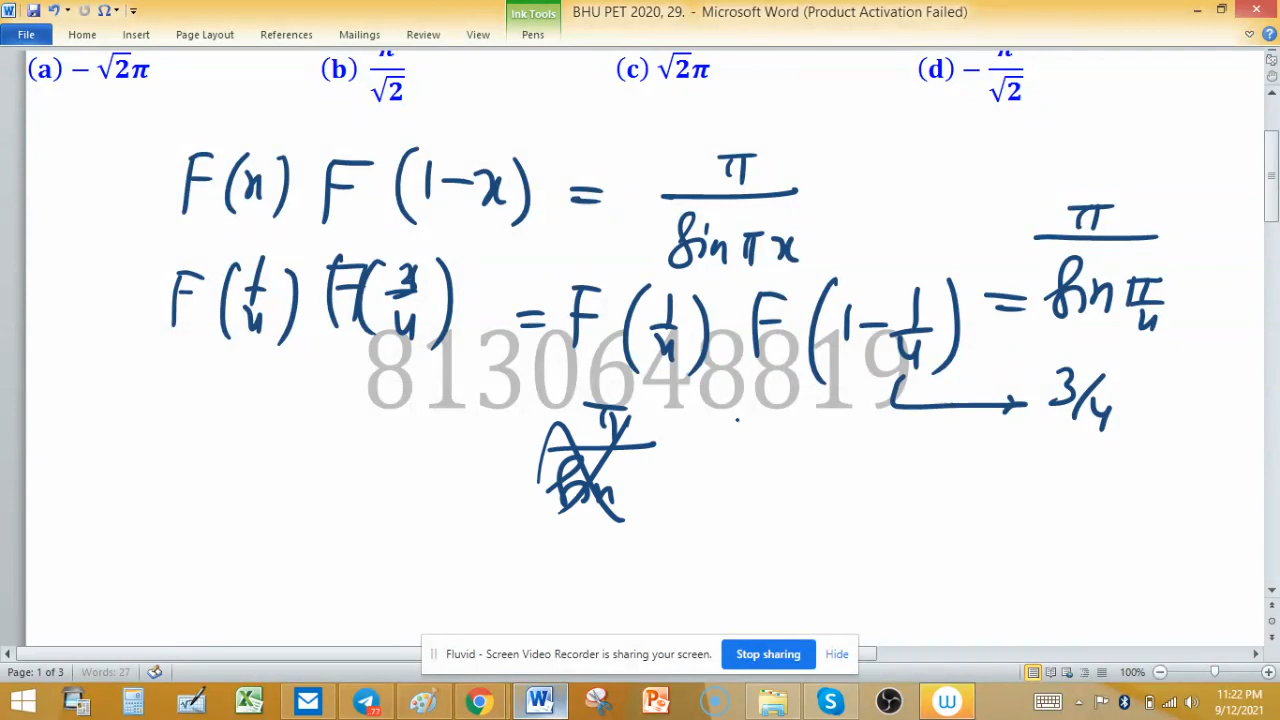 Ink Tools
BHU PET 2020, 29. - Microsoft Word (Product Activation Failed)
File Home Insert Page Layout References Mailings Review View Pens
(a) −√2π (b) π/√2 (c) √2π (d) −π/√2
F(x) F(1-x) = π/sin πx
F(1/4) F(3/4) = F(1/4) F(1-1/4) = π/sin π/4
8130648819
3/4
π
Fluvid - Screen Video Recorder is sharing your screen. Stop sharing Hide
Page: 1 of 3 Words: 27 100%
77
11:22 PM
9/12/2021